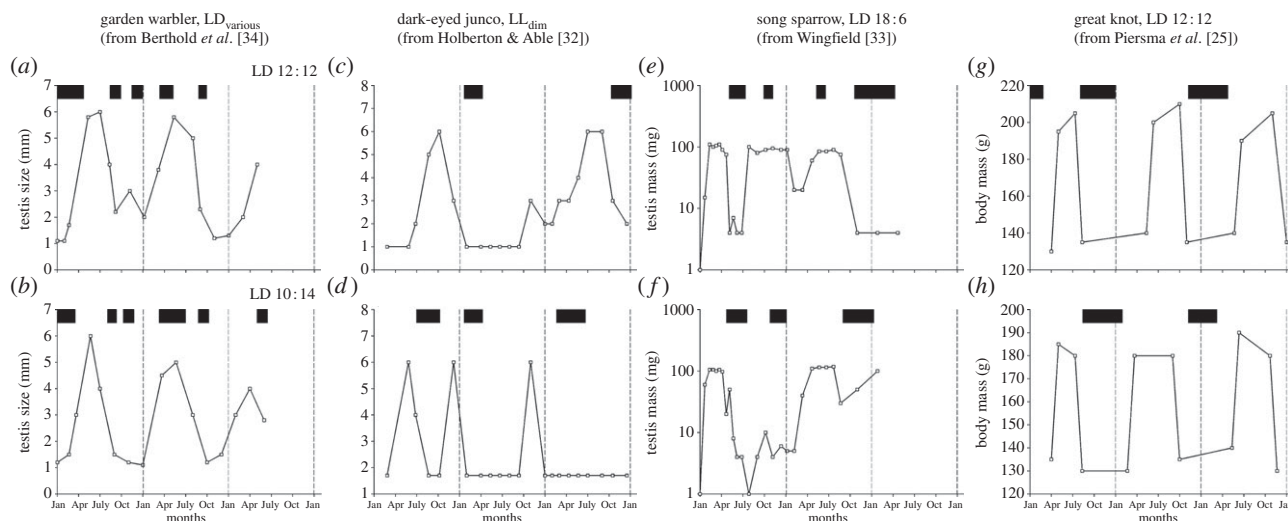 garden warbler, LDvarious
(from Berthold et al. [34])
dark-eyed junco, LLdim
(from Holberton & Able [32])
song sparrow, LD 18:6
(from Wingfield [33])
great knot, LD 12:12
(from Piersma et al. [25])
(a)
LD 12:12
7
6
5
4
3
2
1
0
testis size (mm)
(c)
8
7
6
5
4
3
2
1
0
(e)
1000
100
10
1
testis mass (mg)
(g)
220
200
180
160
140
120
body mass (g)
(b)
LD 10:14
7
6
5
4
3
2
1
0
testis size (mm)
Jan Apr July Oct Jan Apr July Oct Jan Apr July Oct Jan
months
(d)
8
7
6
5
4
3
2
1
Jan Apr July Oct Jan Apr July Oct Jan Apr July Oct Jan
months
(f)
1000
100
10
1
testis mass (mg)
Jan Apr July Oct Jan Apr July Oct Jan Apr July Oct Jan
months
(h)
200
190
180
170
160
150
140
130
120
body mass (g)
Jan Apr July Oct Jan Apr July Oct Jan Apr July Oct Jan
months